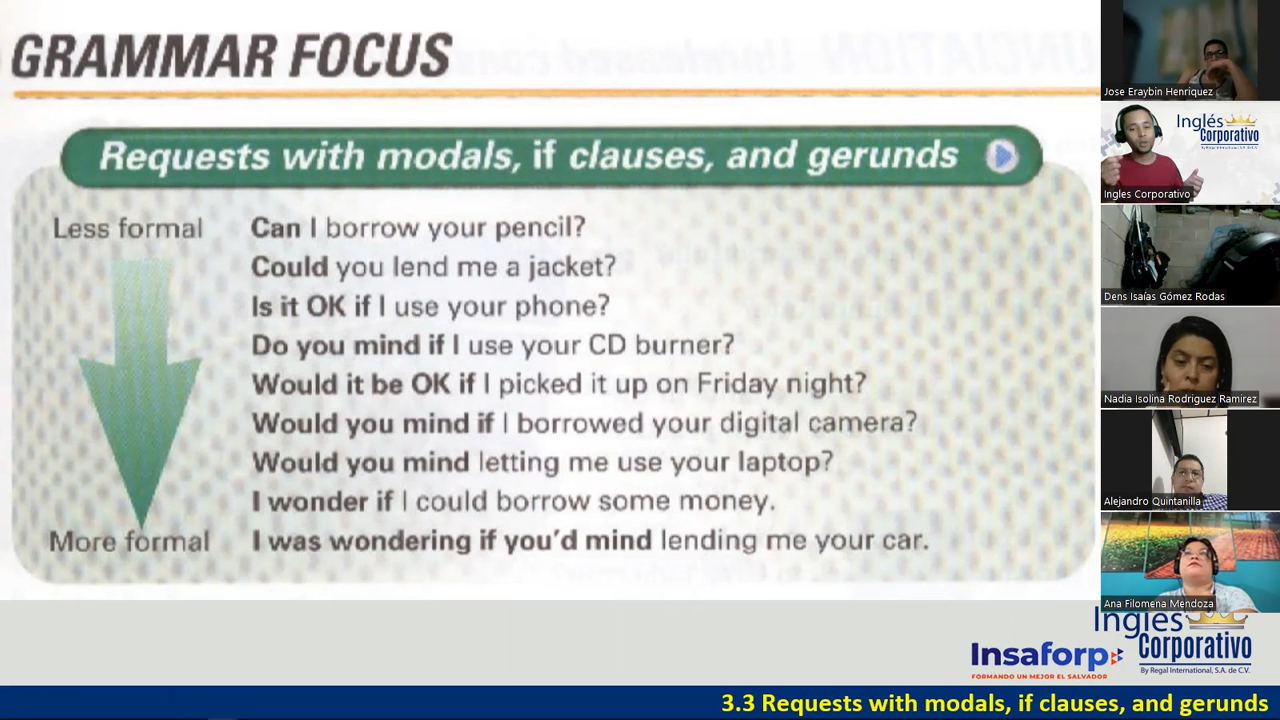 GRAMMAR FOCUS
Requests with modals, if clauses, and gerunds
Less formal
Can I borrow your pencil?
Could you lend me a jacket?
Is it OK if I use your phone?
Do you mind if I use your CD burner?
Would it be OK if I picked it up on Friday night?
Would you mind if I borrowed your digital camera?
Would you mind letting me use your laptop?
I wonder if I could borrow some money.
More formal
I was wondering if you'd mind lending me your car.
Jose Eraybin Henriquez
Inglés
Corporativo
By Regal International, S.A. de C.V.
Ingles Corporativo
Dens Isaías Gómez Rodas
Nadia Isolina Rodriguez Ramirez
Alejandro Quintanilla
Ana Filomena Mendoza
Insaforp
FORMANDO UN MEJOR EL SALVADOR
Inglés
Corporativo
By Regal International, S.A. de C.V.
3.3 Requests with modals, if clauses, and gerunds